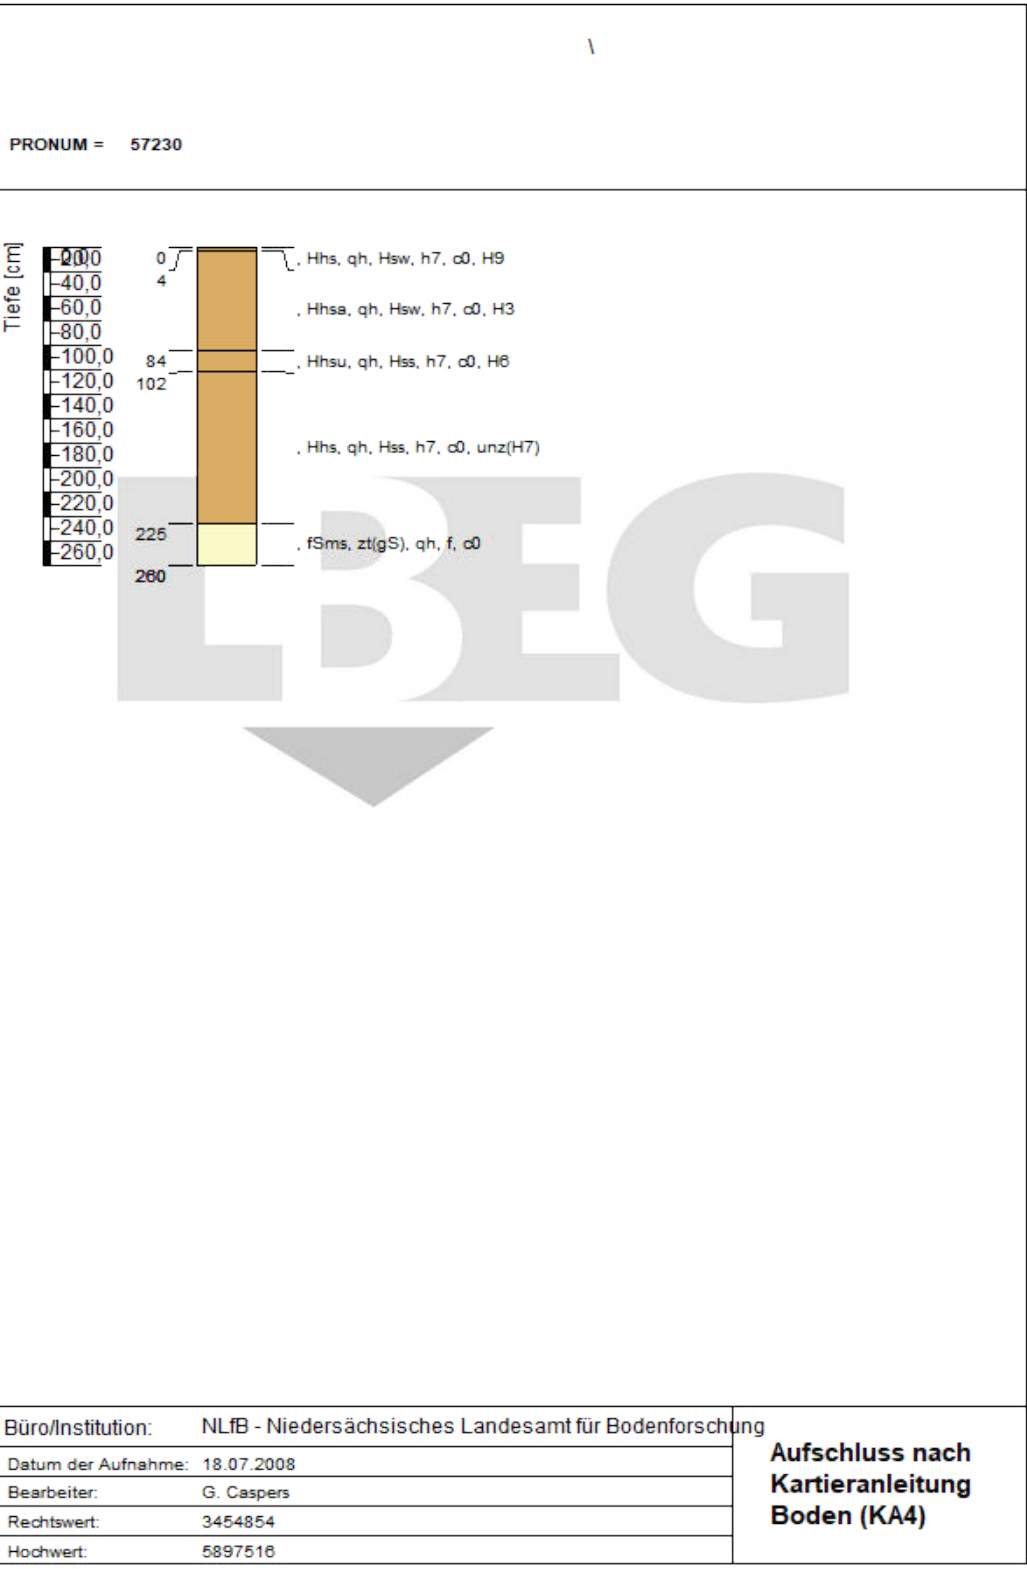 \
PRONUM = 57230
Tiefe [cm]
0,0
20,0
40,0
60,0
80,0
100,0
120,0
140,0
160,0
180,0
200,0
220,0
240,0
260,0
0
4
84
102
225
260
, Hhs, qh, Hsw, h7, c0, H9
, Hhsa, qh, Hsw, h7, c0, H3
, Hhsu, qh, Hss, h7, c0, H6
, Hhs, qh, Hss, h7, c0, unz(H7)
, fSms, zt(gS), qh, f, c0
LBEG
Büro/Institution: NLfB - Niedersächsisches Landesamt für Bodenforschung
Datum der Aufnahme: 18.07.2008
Bearbeiter: G. Caspers
Rechtswert: 3454854
Hochwert: 5897516
Aufschluss nach
Kartieranleitung
Boden (KA4)